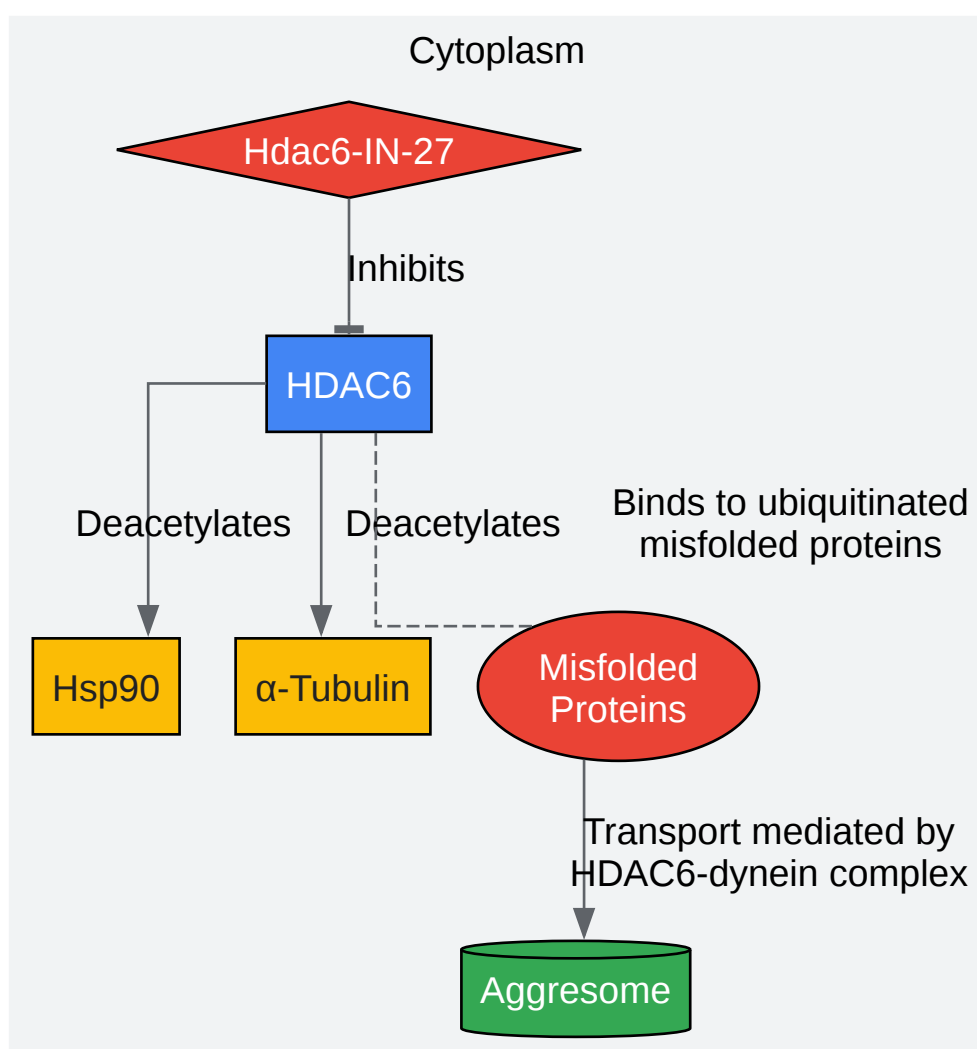 Cytoplasm
Hdac6-IN-27
Inhibits
HDAC6
Deacetylates
Deacetylates
Binds to ubiquitinated
misfolded proteins
Hsp90
α-Tubulin
Misfolded
Proteins
Transport mediated by
HDAC6-dynein complex
Aggresome